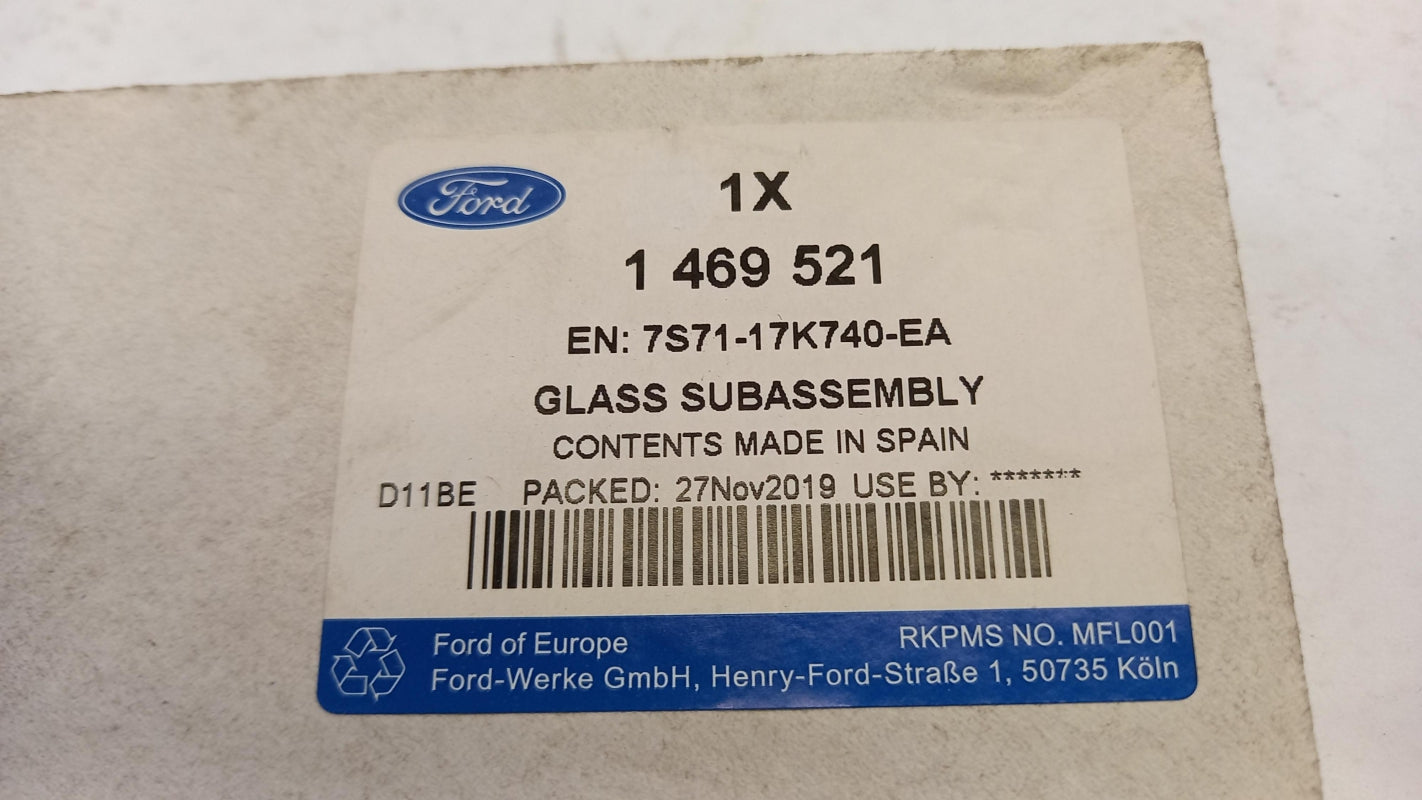 Ford
1X
1 469 521
EN: 7S71-17K740-EA
GLASS SUBASSEMBLY
CONTENTS MADE IN SPAIN
D11BE PACKED: 27Nov2019 USE BY: *******
Ford of Europe
RKPMS NO. MFL001
Ford-Werke GmbH, Henry-Ford-Straße 1, 50735 Köln